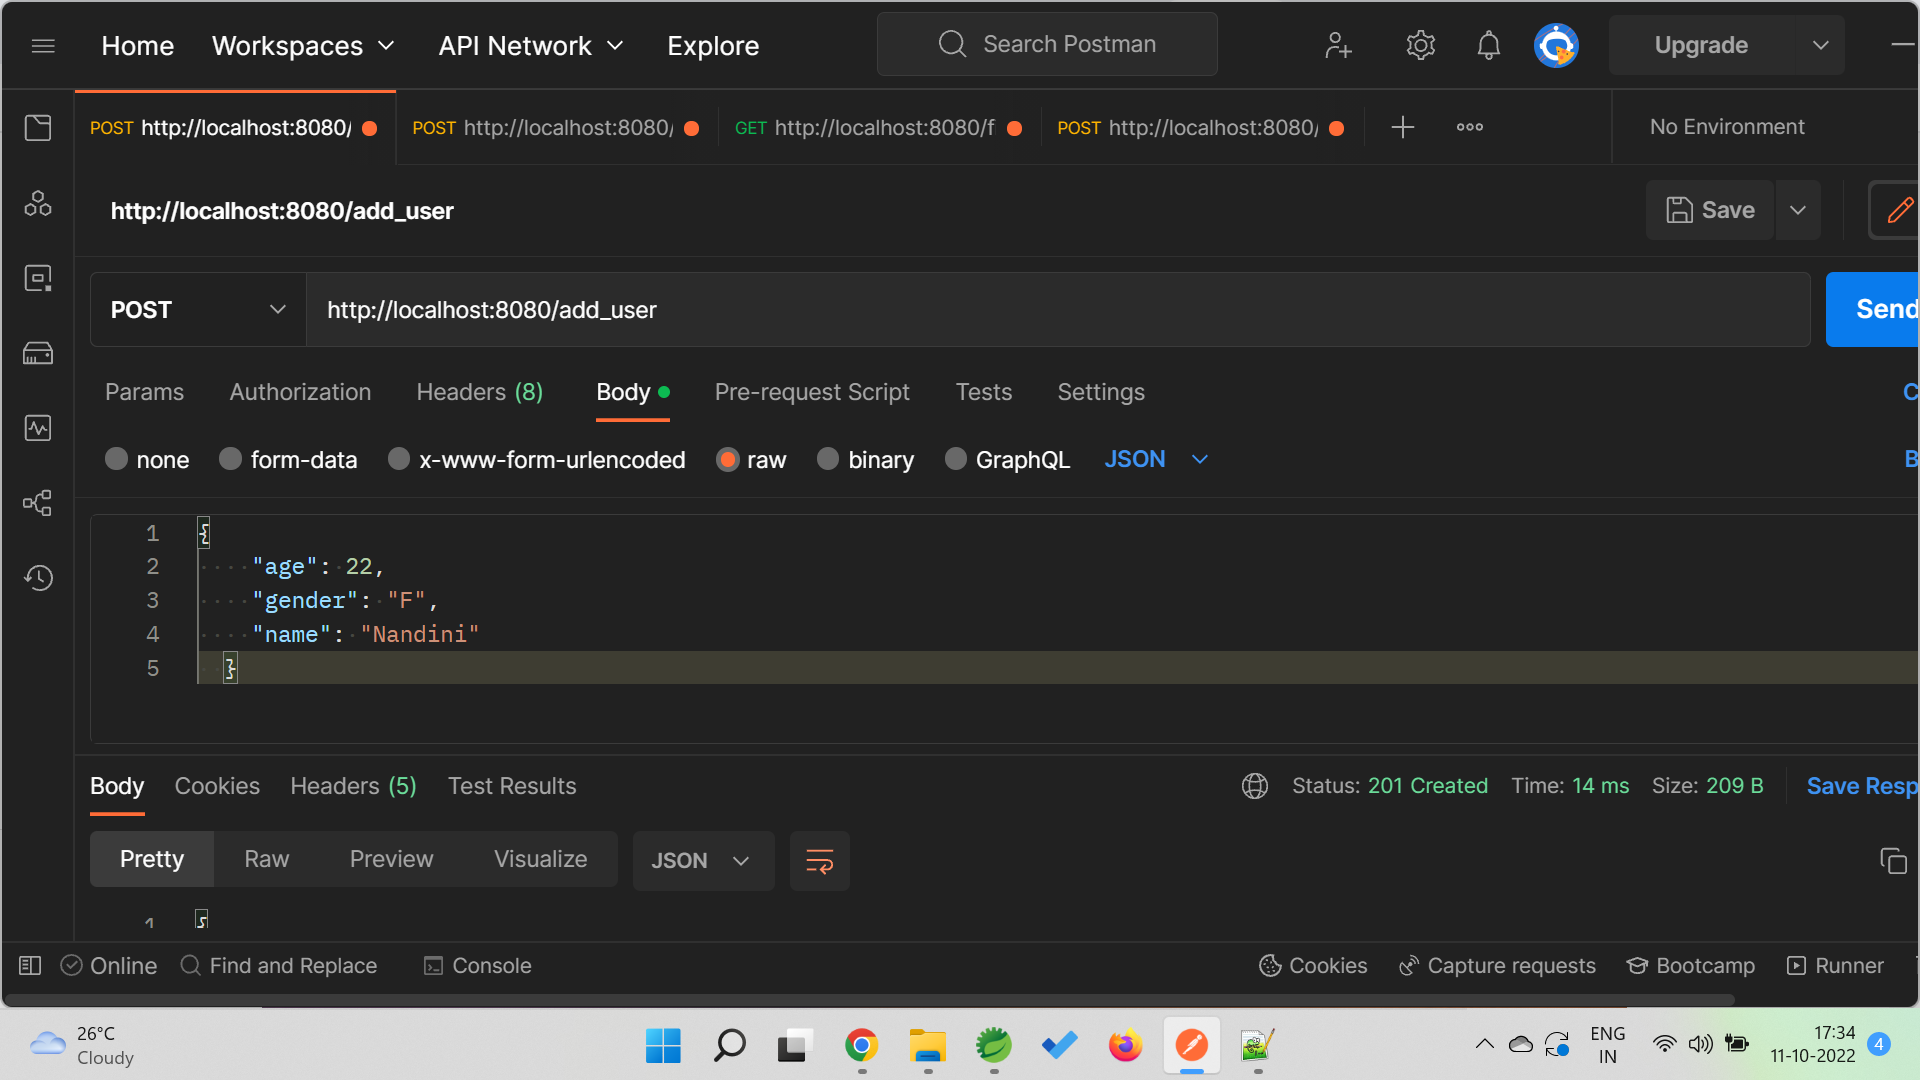 Home Workspaces API Network Explore Search Postman Upgrade
POST http://localhost:8080/ POST http://localhost:8080/ GET http://localhost:8080/f POST http://localhost:8080/ No Environment
http://localhost:8080/add_user Save
POST http://localhost:8080/add_user Send
Params Authorization Headers (8) Body Pre-request Script Tests Settings C
none form-data x-www-form-urlencoded raw binary GraphQL JSON B
1 {
2 "age": 22,
3 "gender": "F",
4 "name": "Nandini"
5 }
Body Cookies Headers (5) Test Results Status: 201 Created Time: 14 ms Size: 209 B Save Resp
Pretty Raw Preview Visualize JSON
1 {
Online Find and Replace Console Cookies Capture requests Bootcamp Runner
26°C
Cloudy
ENG
IN
17:34
11-10-2022
4